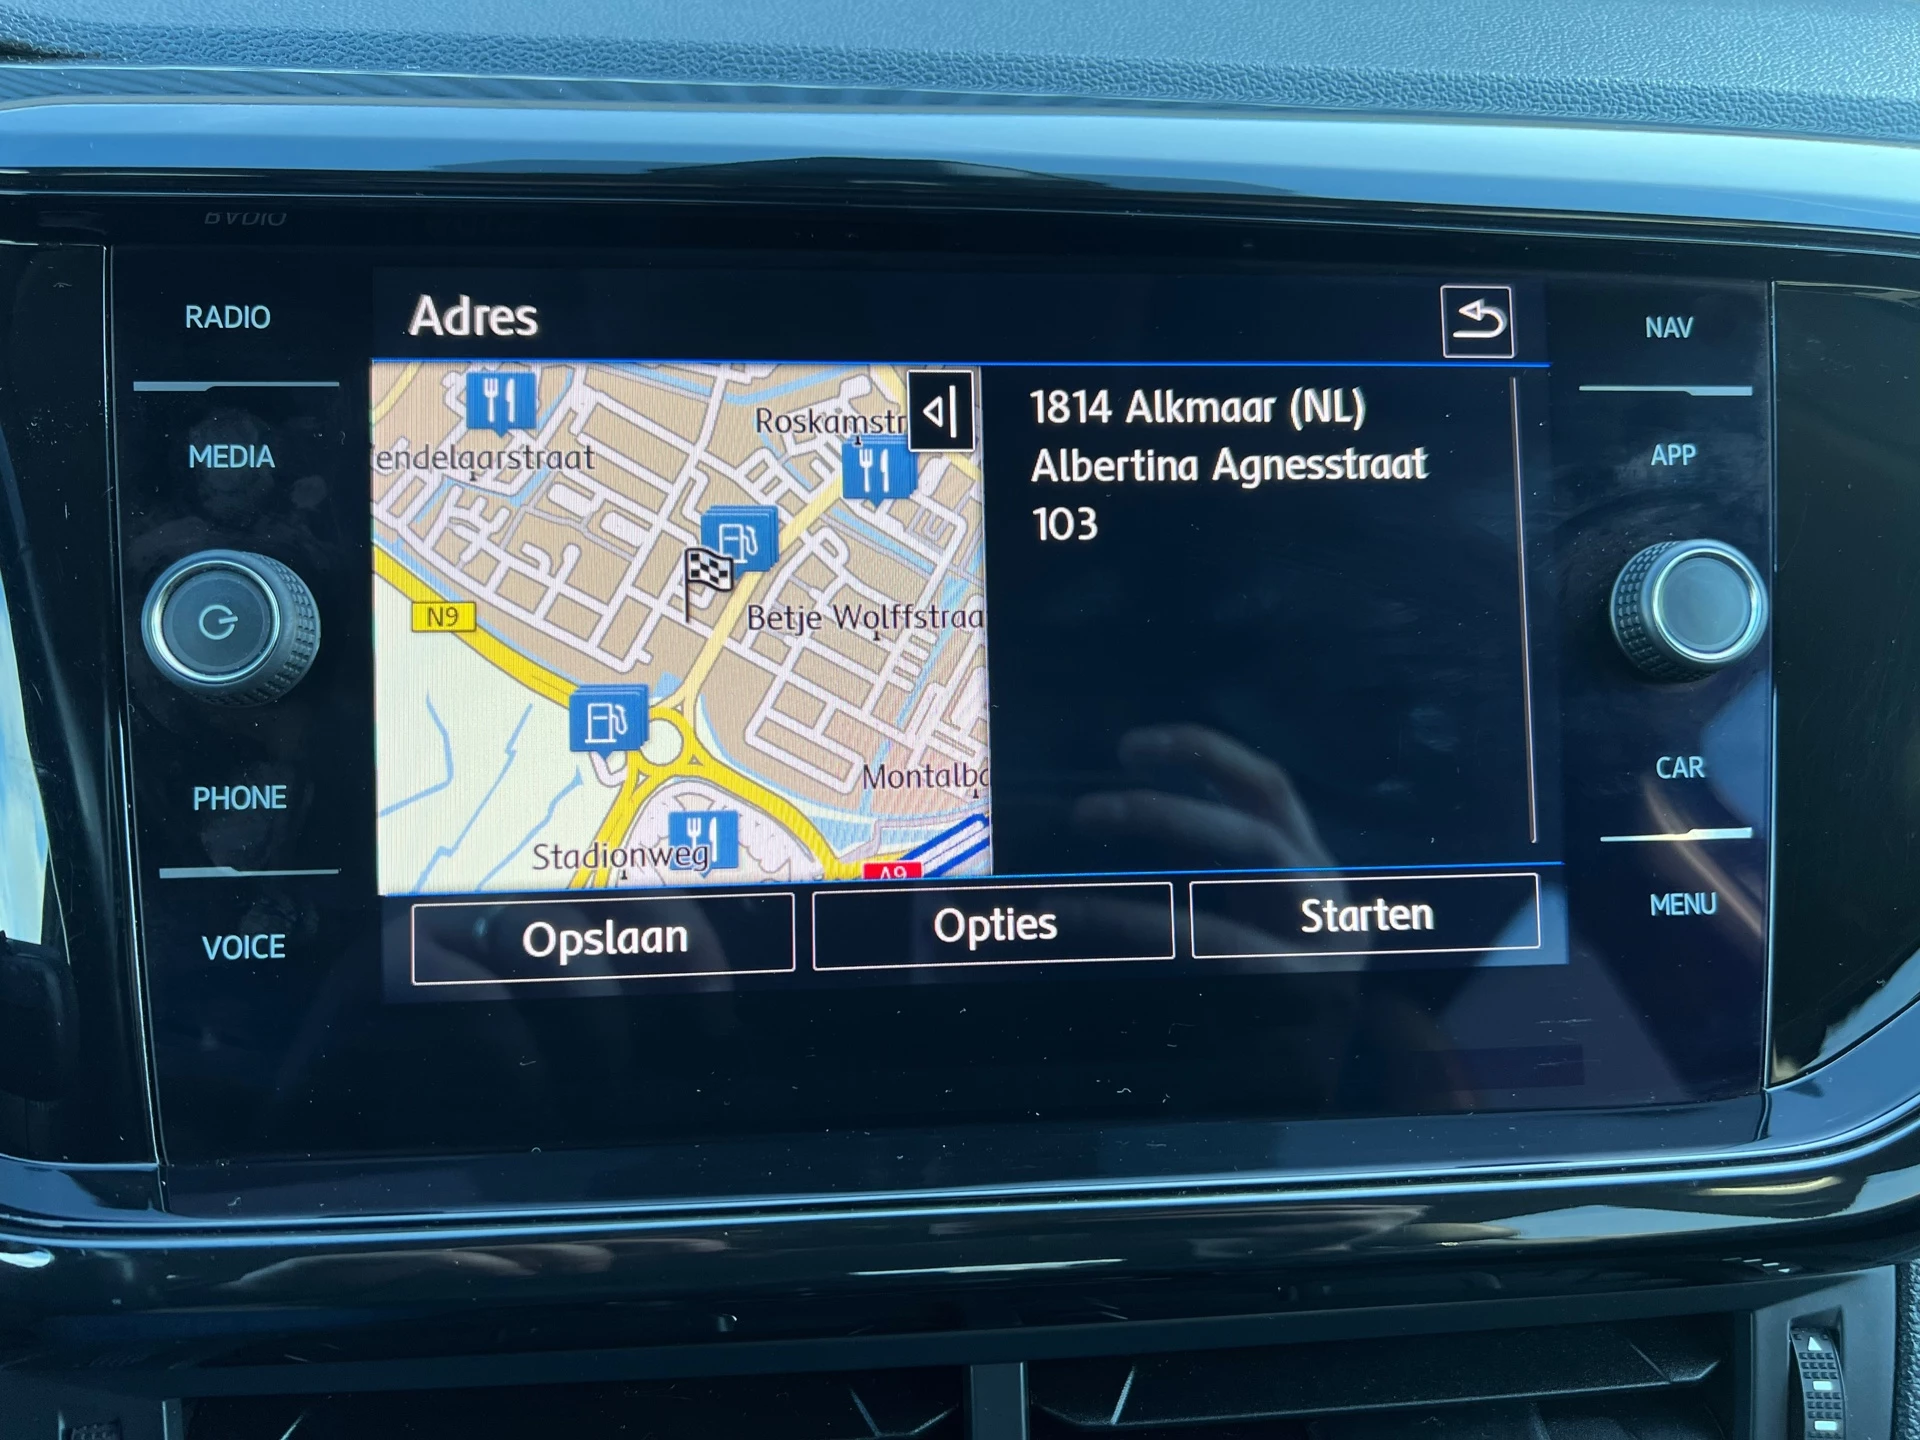 RADIO
MEDIA
PHONE
VOICE
Adres
endelaarstraat
Roskamstr
N9
Betje Wolffstraa
Montalba
Stadionweg
A9
1814 Alkmaar (NL)
Albertina Agnesstraat
103
Opslaan
Opties
Starten
NAV
APP
CAR
MENU